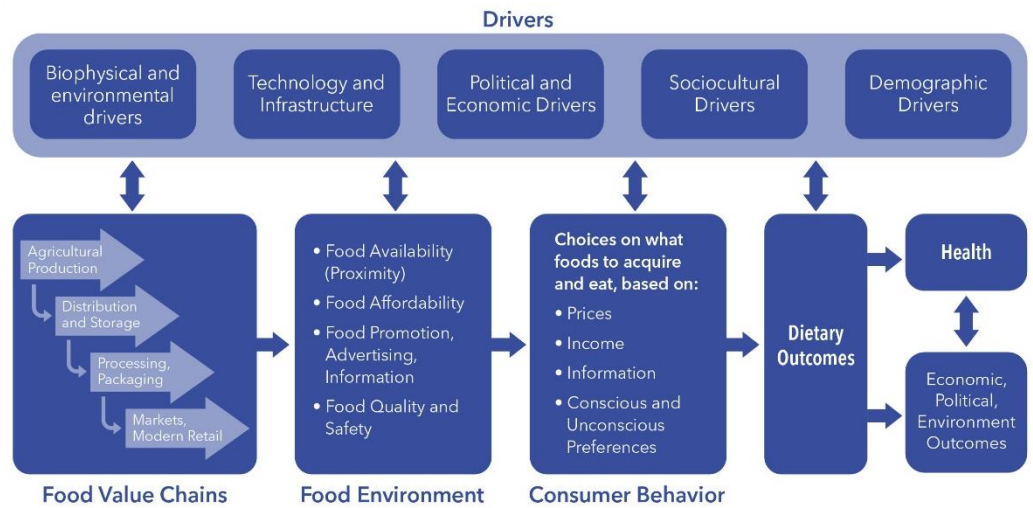 Drivers
Biophysical and
environmental
drivers
Technology and
Infrastructure
Political and
Economic Drivers
Sociocultural
Drivers
Demographic
Drivers
Agricultural
Production
Distribution
and Storage
Processing,
Packaging
Markets,
Modern Retail
Food Value Chains
• Food Availability
(Proximity)
• Food Affordability
• Food Promotion,
Advertising,
Information
• Food Quality and
Safety
Food Environment
Choices on what
foods to acquire
and eat, based on:
• Prices
• Income
• Information
• Conscious and
Unconscious
Preferences
Consumer Behavior
Dietary
Outcomes
Health
Economic,
Political,
Environment
Outcomes